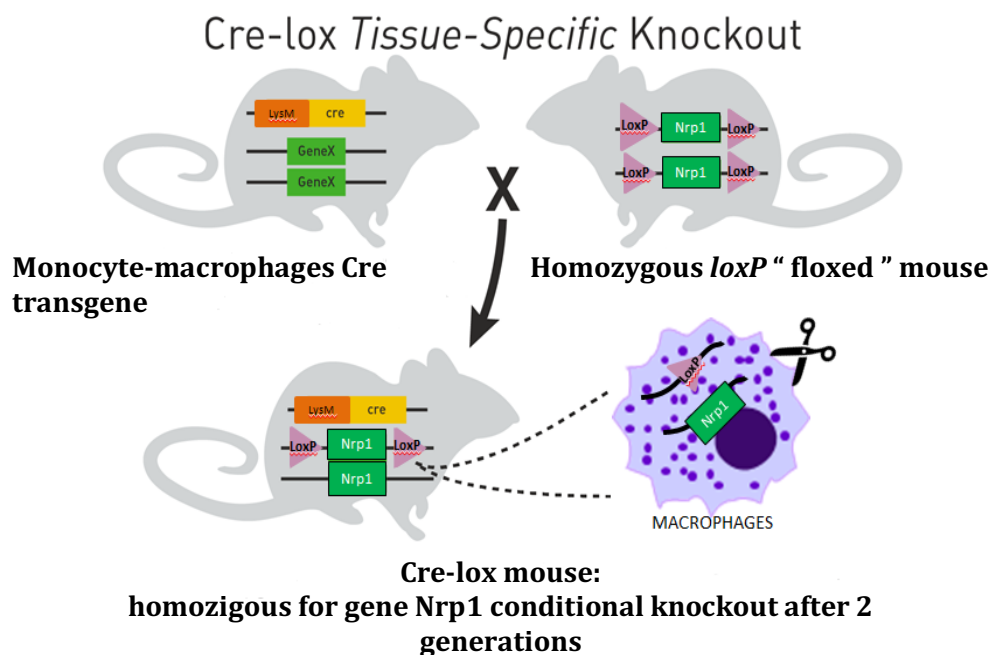 Cre-lox Tissue-Specific Knockout
LysM cre
GeneX
GeneX
LoxP Nrp1 LoxP
LoxP Nrp1 LoxP
X
Monocyte-macrophages Cre
transgene
Homozygous loxP “ floxed ” mouse
LysM cre
LoxP Nrp1 LoxP
Nrp1
LoxP
Nrp1
MACROPHAGES
Cre-lox mouse:
homozigous for gene Nrp1 conditional knockout after 2
generations